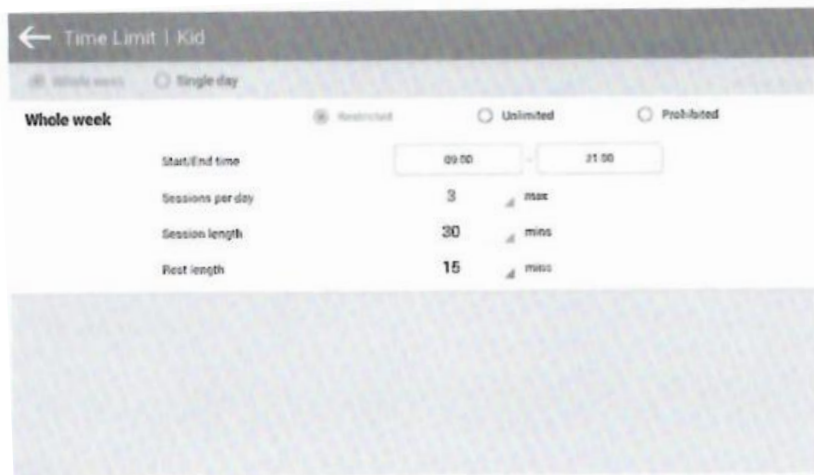 Time Limit | Kid
Whole week Single day
Whole week Restricted Unlimited Prohibited
Start/End time 09:00 - 21:00
Sessions per day 3 max
Session length 30 mins
Rest length 15 mins